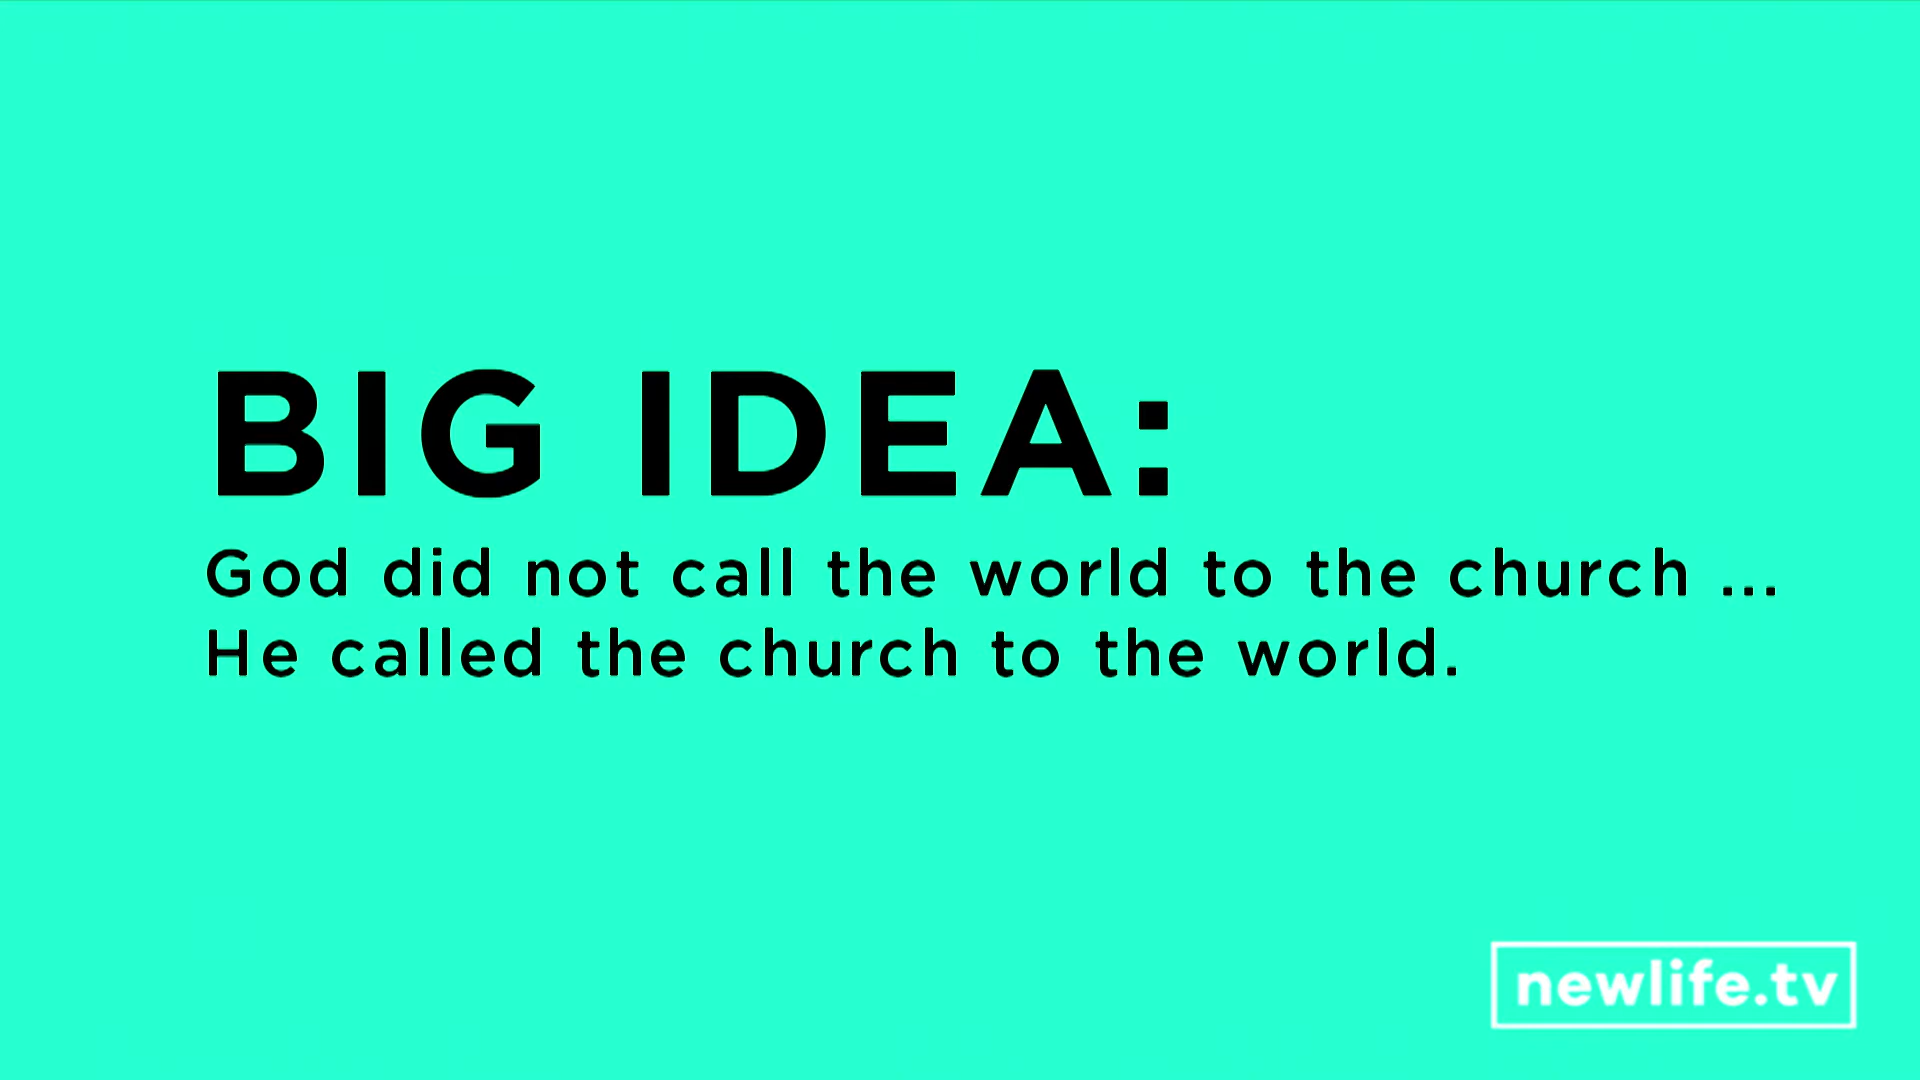 BIG IDEA:
God did not call the world to the church ...
He called the church to the world.
newlife.tv